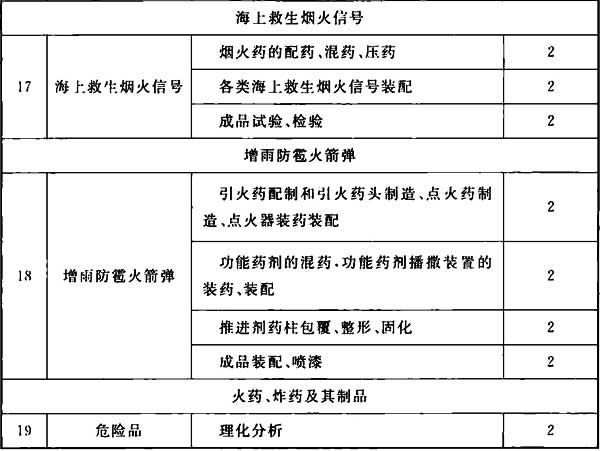 海上救生烟火信号
烟火药的配药、混药、压药 2
17 海上救生烟火信号 各类海上救生烟火信号装配 2
成品试验、检验 2
增雨防雹火箭弹
引火药配制和引火药头制造、点火药制
造、点火器装药装配 2
18 增雨防雹火箭弹 功能药剂的混药·功能药剂播撒装置的
装药、装配 2
推进剂药柱包覆、整形、固化 2
成品装配、喷漆 2
火药、炸药及其制品
19 危险品 理化分析 2